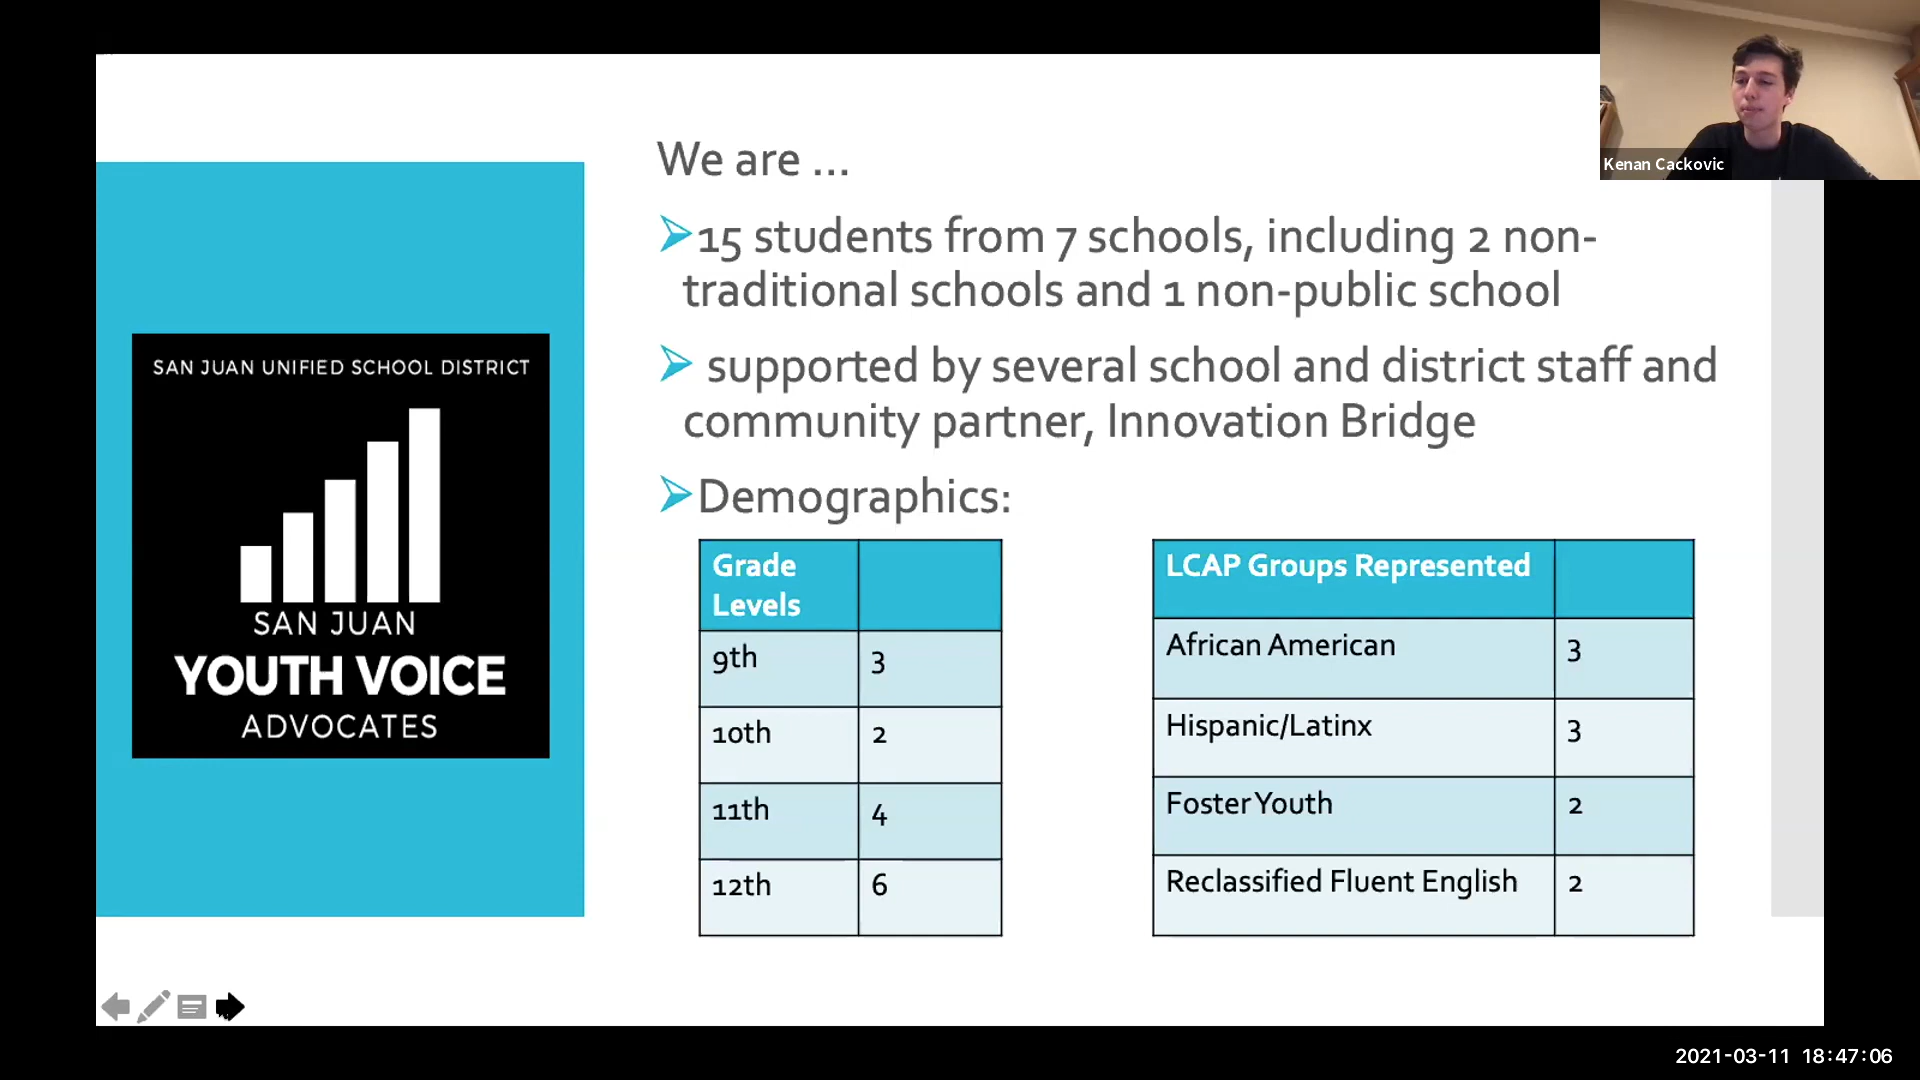 Kenan Cackovic
SAN JUAN UNIFIED SCHOOL DISTRICT
SAN JUAN
YOUTH VOICE
ADVOCATES
We are ...
15 students from 7 schools, including 2 non-
traditional schools and 1 non-public school
supported by several school and district staff and
community partner, Innovation Bridge
Demographics:
Grade
Levels
9th 3
10th 2
11th 4
12th 6
LCAP Groups Represented
African American 3
Hispanic/Latinx 3
Foster Youth 2
Reclassified Fluent English 2
2021-03-11 18:47:06